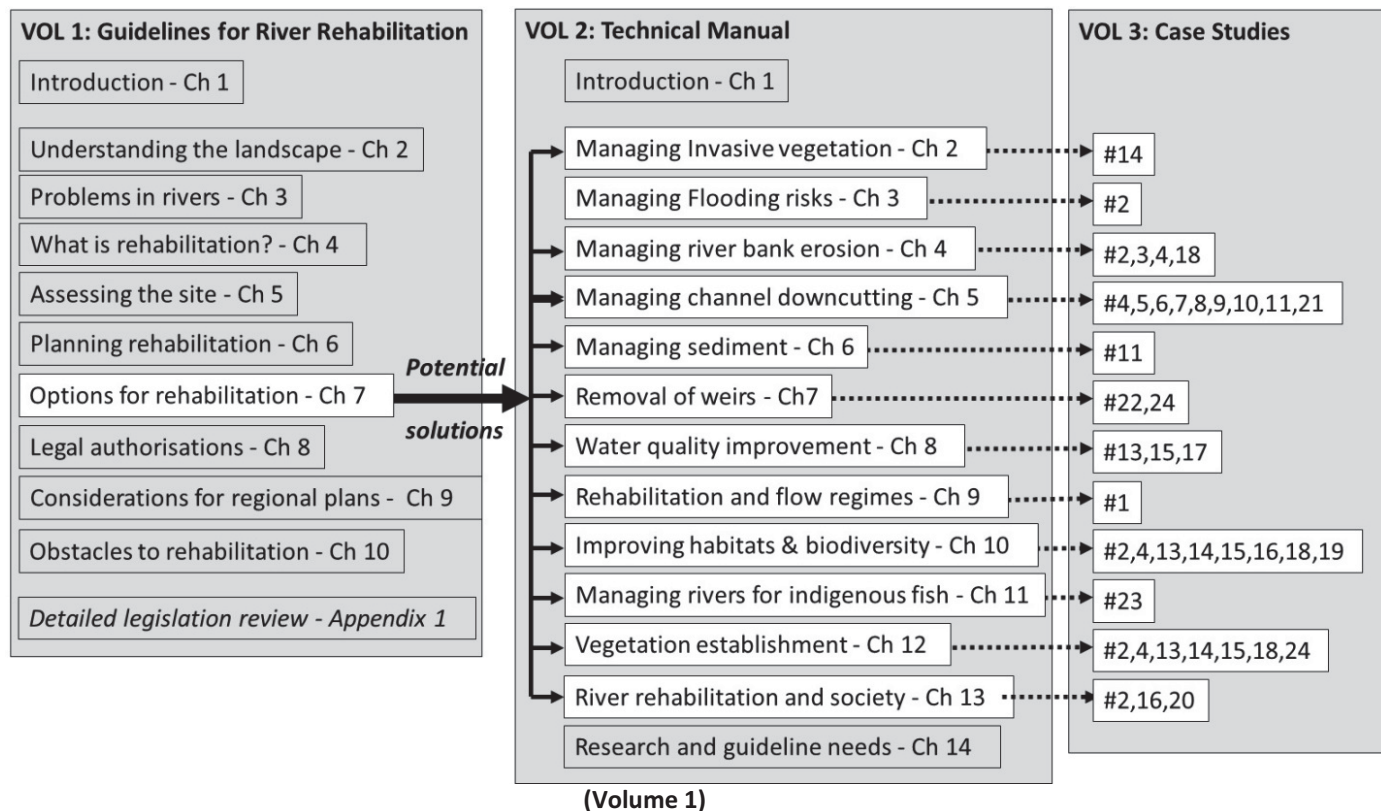 VOL 1: Guidelines for River Rehabilitation
Introduction - Ch 1
Understanding the landscape - Ch 2
Problems in rivers - Ch 3
What is rehabilitation? - Ch 4
Assessing the site - Ch 5
Planning rehabilitation - Ch 6
Options for rehabilitation - Ch 7
Legal authorisations - Ch 8
Considerations for regional plans -  Ch 9
Obstacles to rehabilitation - Ch 10
Detailed legislation review - Appendix 1
Potential
solutions
VOL 2: Technical Manual
Introduction - Ch 1
Managing Invasive vegetation - Ch 2
Managing Flooding risks - Ch 3
Managing river bank erosion - Ch 4
Managing channel downcutting - Ch 5
Managing sediment - Ch 6
Removal of weirs - Ch7
Water quality improvement - Ch 8
Rehabilitation and flow regimes - Ch 9
Improving habitats & biodiversity - Ch 10
Managing rivers for indigenous fish - Ch 11
Vegetation establishment - Ch 12
River rehabilitation and society - Ch 13
Research and guideline needs - Ch 14
VOL 3: Case Studies
#14
#2
#2,3,4,18
#4,5,6,7,8,9,10,11,21
#11
#22,24
#13,15,17
#1
#2,4,13,14,15,16,18,19
#23
#2,4,13,14,15,18,24
#2,16,20
(Volume 1)